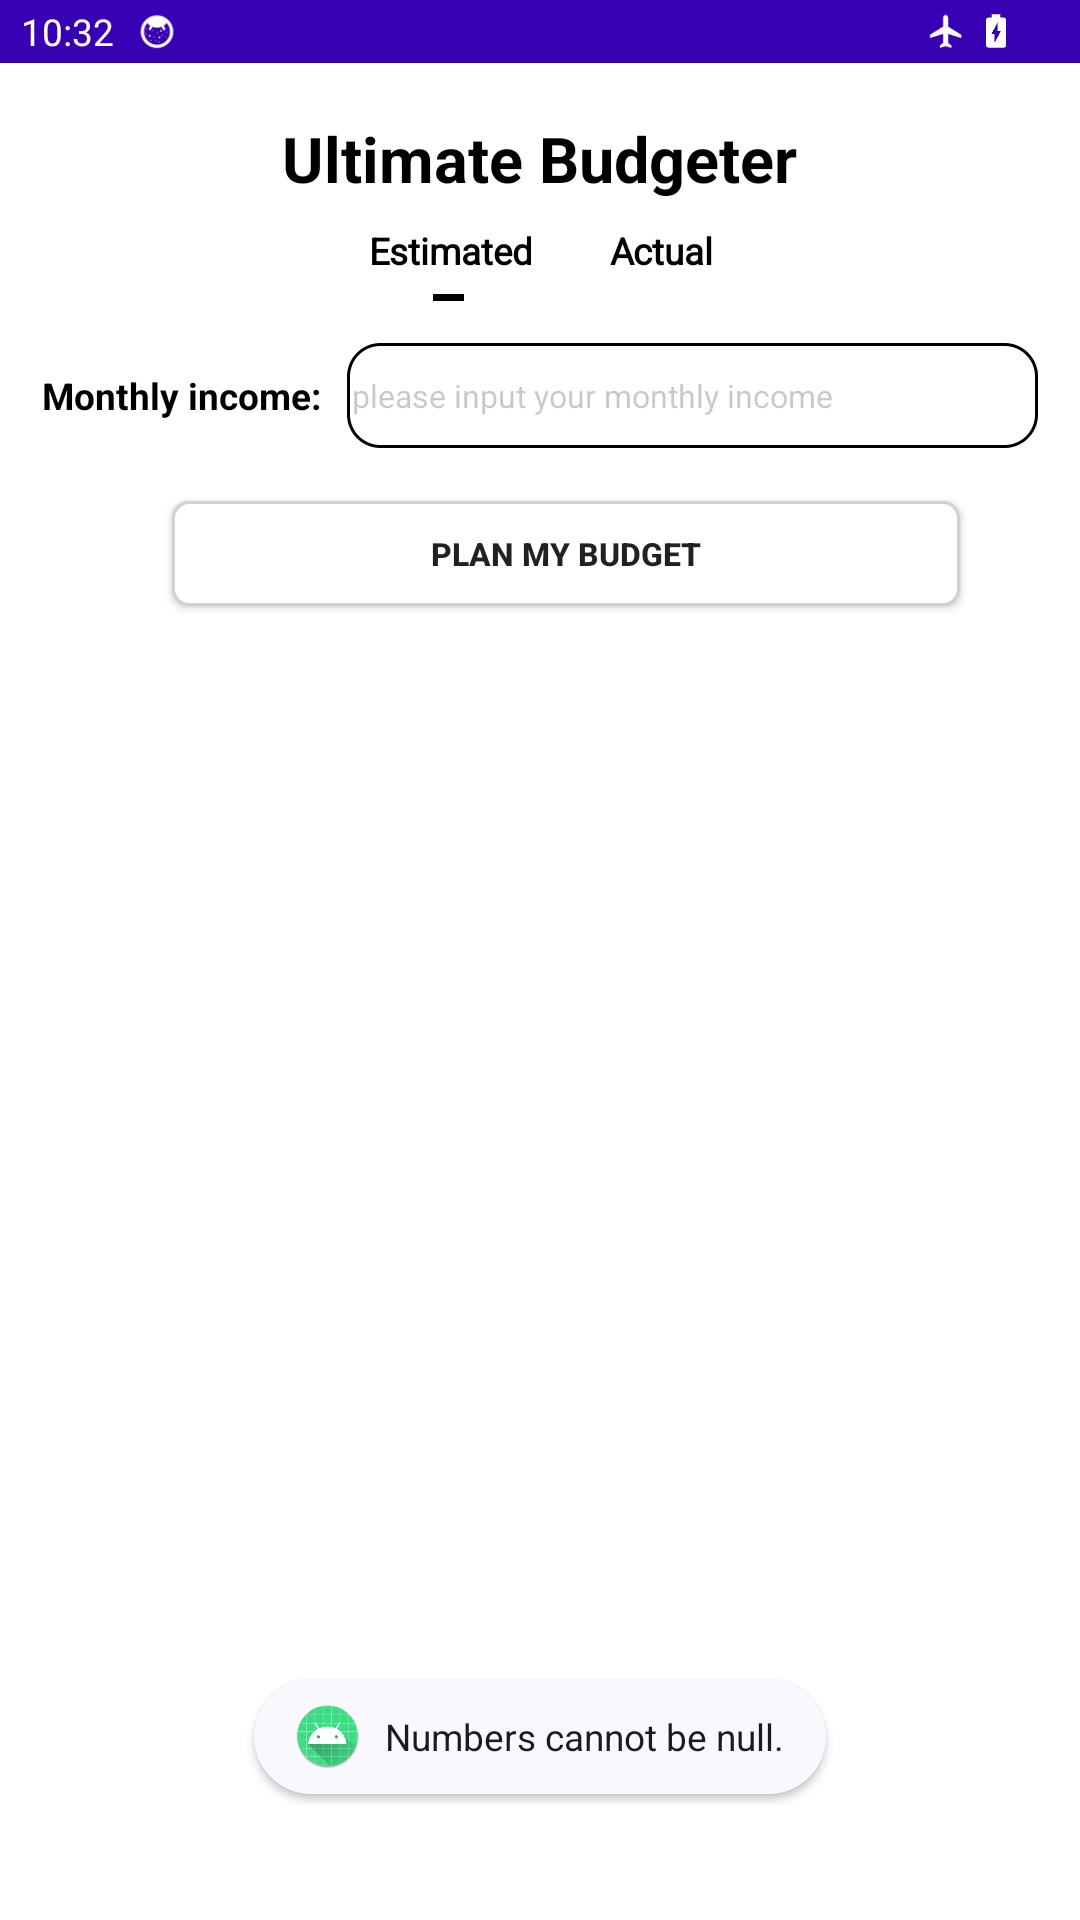 10:32
Ultimate Budgeter
Estimated Actual
Monthly income: please input your monthly income
PLAN MY BUDGET
Numbers cannot be null.